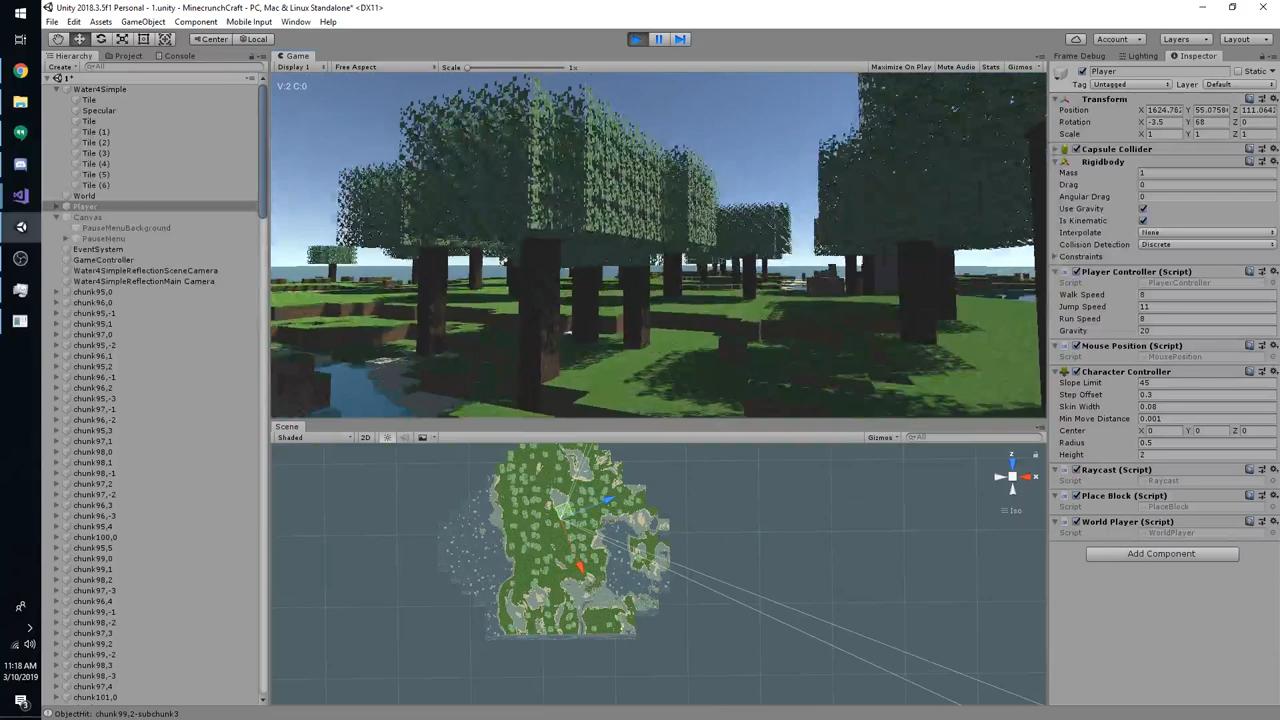 Unity 2018.3.5f1 Personal - 1.unity - MinecrunchCraft - PC, Mac & Linux Standalone* <DX11>
File Edit Assets GameObject Component Mobile Input Window Help
Center Local
Account Layers Layout
Hierarchy Project Console
Create All
1*
Water4Simple
Tile
Specular
Tile
Tile (1)
Tile (2)
Tile (3)
Tile (4)
Tile (5)
Tile (6)
World
Player
Canvas
PauseMenuBackground
PauseMenu
EventSystem
GameController
Water4SimpleReflectionSceneCamera
Water4SimpleReflectionMain Camera
chunk95,0
chunk96,0
chunk95,-1
chunk95,1
chunk97,0
chunk95,-2
chunk96,1
chunk95,2
chunk96,-1
chunk96,2
chunk95,-3
chunk97,-1
chunk96,-2
chunk95,3
chunk97,1
chunk98,0
chunk98,1
chunk98,-1
chunk97,2
chunk97,-2
chunk96,3
chunk96,-3
chunk95,4
chunk100,0
chunk95,5
chunk99,0
chunk99,1
chunk98,2
chunk97,3
chunk96,4
chunk99,-1
chunk98,-2
chunk97,3
chunk99,2
chunk99,-2
chunk98,3
chunk98,-3
chunk97,4
chunk101,0
ObjectHit: chunk99,2-subchunk3
Game
Display 1 Free Aspect Scale 1x Maximize On Play Mute Audio Stats Gizmos
V:2 C:0
Scene
Shaded 2D Gizmos All
z
x
Iso
Frame Debug Lighting Inspector
Player Static
Tag Untagged Layer Default
Transform
Position X 1624.782 Y Z
Rotation X -3.5 Y 68 Z 0
Scale X 1 Y 1 Z 1
Capsule Collider
Rigidbody
Mass 1
Drag 0
Angular Drag 0
Use Gravity
Is Kinematic
Interpolate None
Collision Detection Discrete
Constraints
Player Controller (Script)
Script PlayerController
Walk Speed 8
Jump Speed 11
Run Speed 8
Gravity 20
Mouse Position (Script)
Script MousePosition
Character Controller
Slope Limit 45
Step Offset 0.3
Skin Width 0.08
Min Move Distance 0.001
Center X 0 Y 0 Z 0
Radius 0.5
Height 2
Raycast (Script)
Script Raycast
Place Block (Script)
Script PlaceBlock
World Player (Script)
Script WorldPlayer
Add Component
11:18 AM
3/10/2019
3